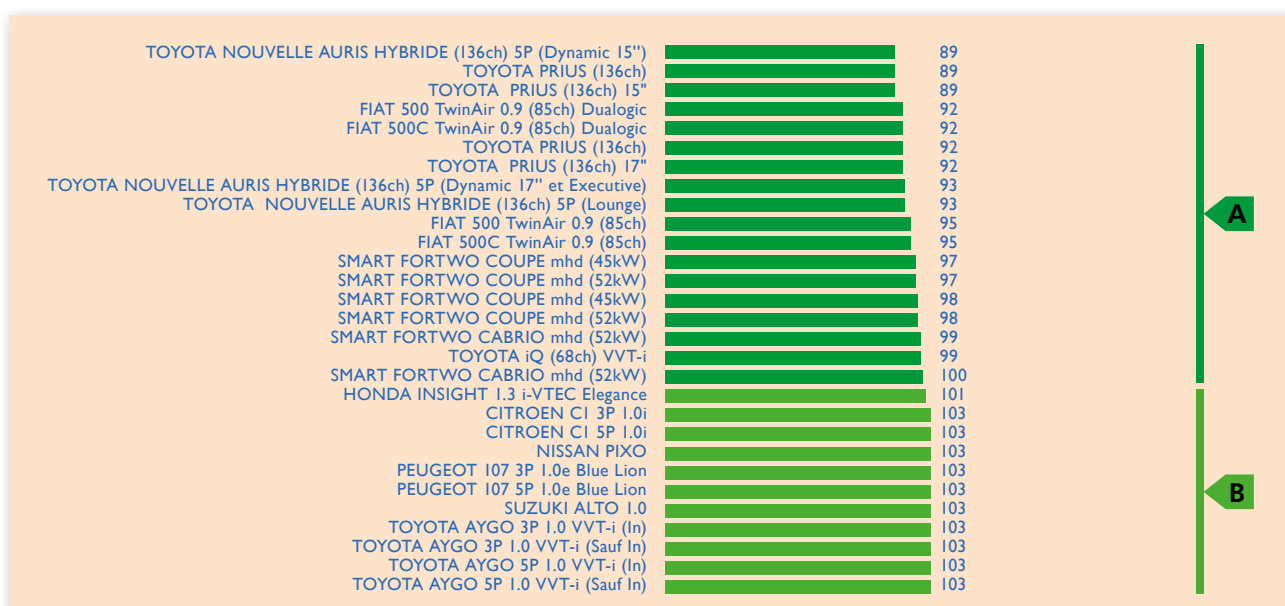 TOYOTA NOUVELLE AURIS HYBRIDE (136ch) 5P (Dynamic 15'') 89
TOYOTA PRIUS (136ch) 89
TOYOTA PRIUS (136ch) 15" 89
FIAT 500 TwinAir 0.9 (85ch) Dualogic 92
FIAT 500C TwinAir 0.9 (85ch) Dualogic 92
TOYOTA PRIUS (136ch) 92
TOYOTA PRIUS (136ch) 17" 92
TOYOTA NOUVELLE AURIS HYBRIDE (136ch) 5P (Dynamic 17'' et Executive) 93
TOYOTA NOUVELLE AURIS HYBRIDE (136ch) 5P (Lounge) 93
A
FIAT 500 TwinAir 0.9 (85ch) 95
FIAT 500C TwinAir 0.9 (85ch) 95
SMART FORTWO COUPE mhd (45kW) 97
SMART FORTWO COUPE mhd (52kW) 97
SMART FORTWO COUPE mhd (45kW) 98
SMART FORTWO COUPE mhd (52kW) 98
SMART FORTWO CABRIO mhd (52kW) 99
TOYOTA iQ (68ch) VVT-i 99
SMART FORTWO CABRIO mhd (52kW) 100
HONDA INSIGHT 1.3 i-VTEC Elegance 101
CITROEN C1 3P 1.0i 103
CITROEN C1 5P 1.0i 103
NISSAN PIXO 103
PEUGEOT 107 3P 1.0e Blue Lion 103
PEUGEOT 107 5P 1.0e Blue Lion 103
B
SUZUKI ALTO 1.0 103
TOYOTA AYGO 3P 1.0 VVT-i (In) 103
TOYOTA AYGO 3P 1.0 VVT-i (Sauf In) 103
TOYOTA AYGO 5P 1.0 VVT-i (In) 103
TOYOTA AYGO 5P 1.0 VVT-i (Sauf In) 103